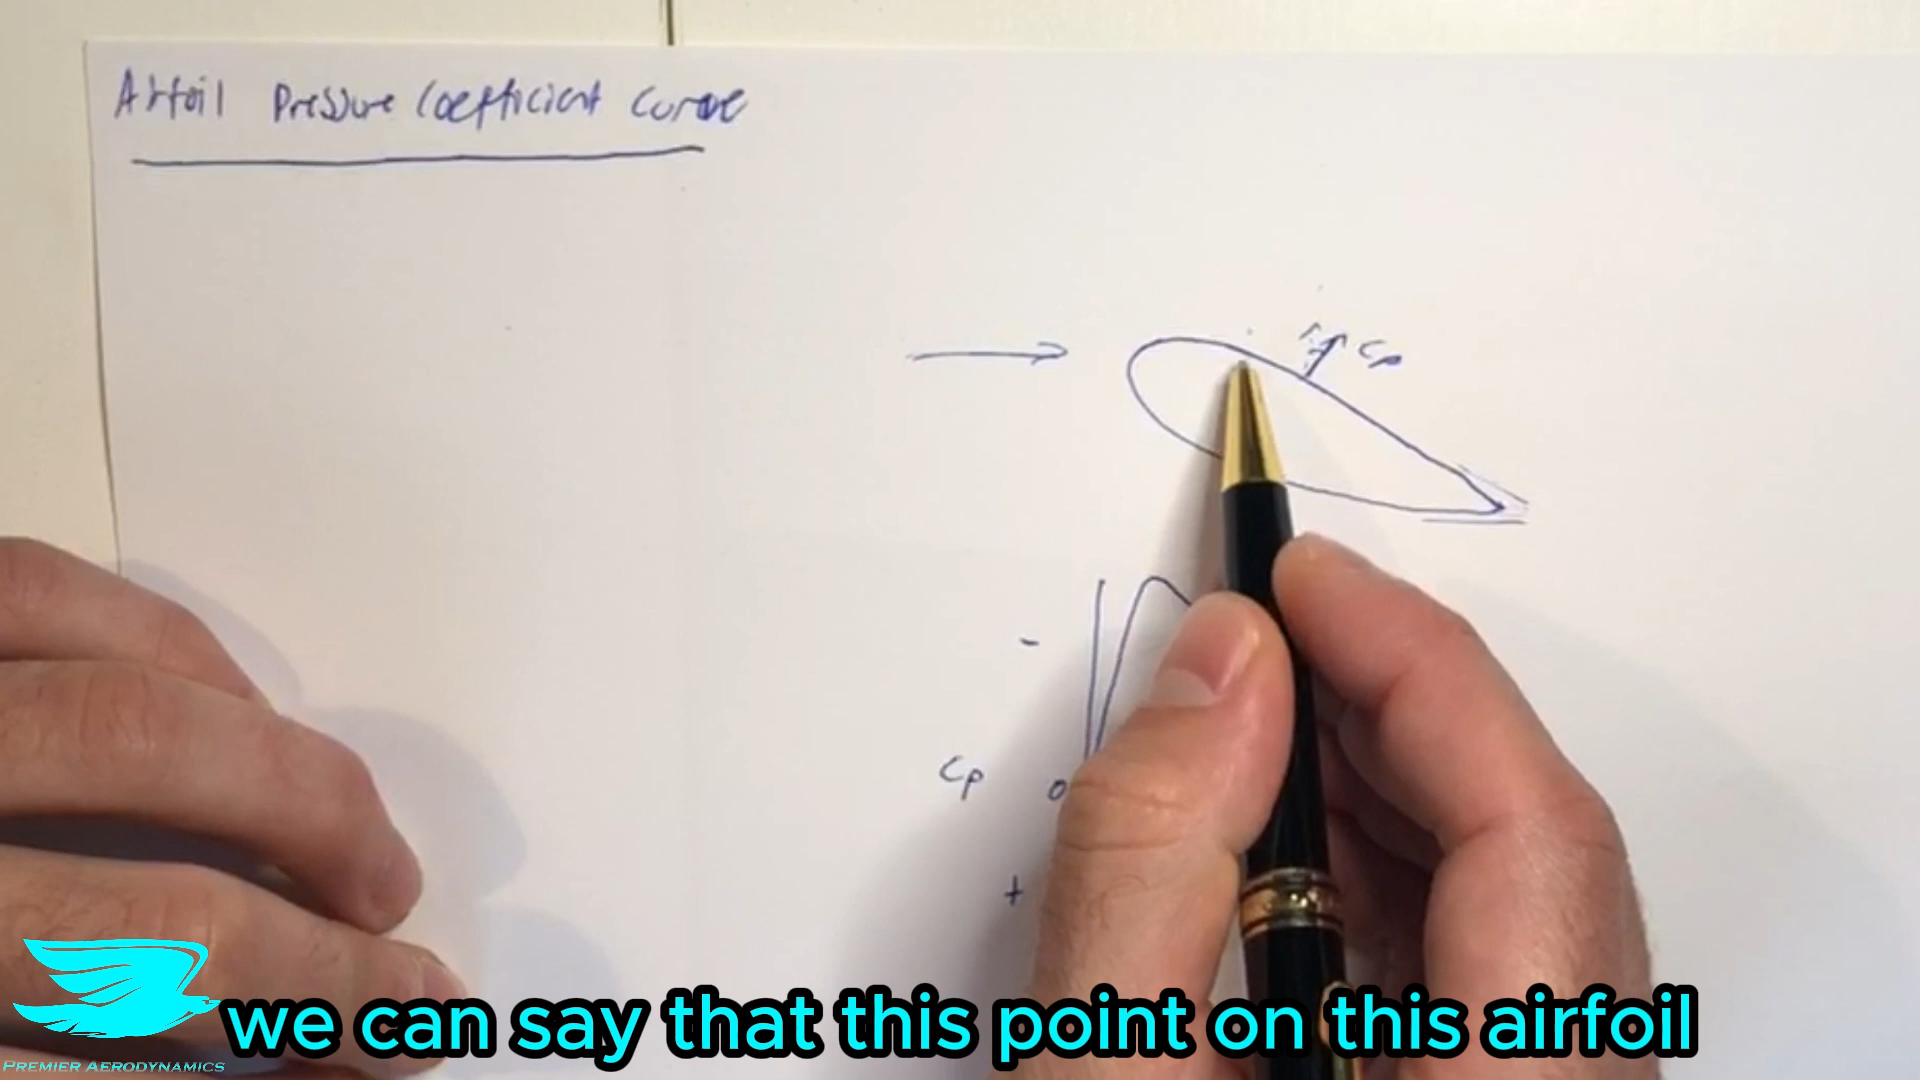 Airfoil Pressure Coefficient Curve
Cp
-
Cp
0
+
we can say that this point on this airfoil
PREMIER AERODYNAMICS